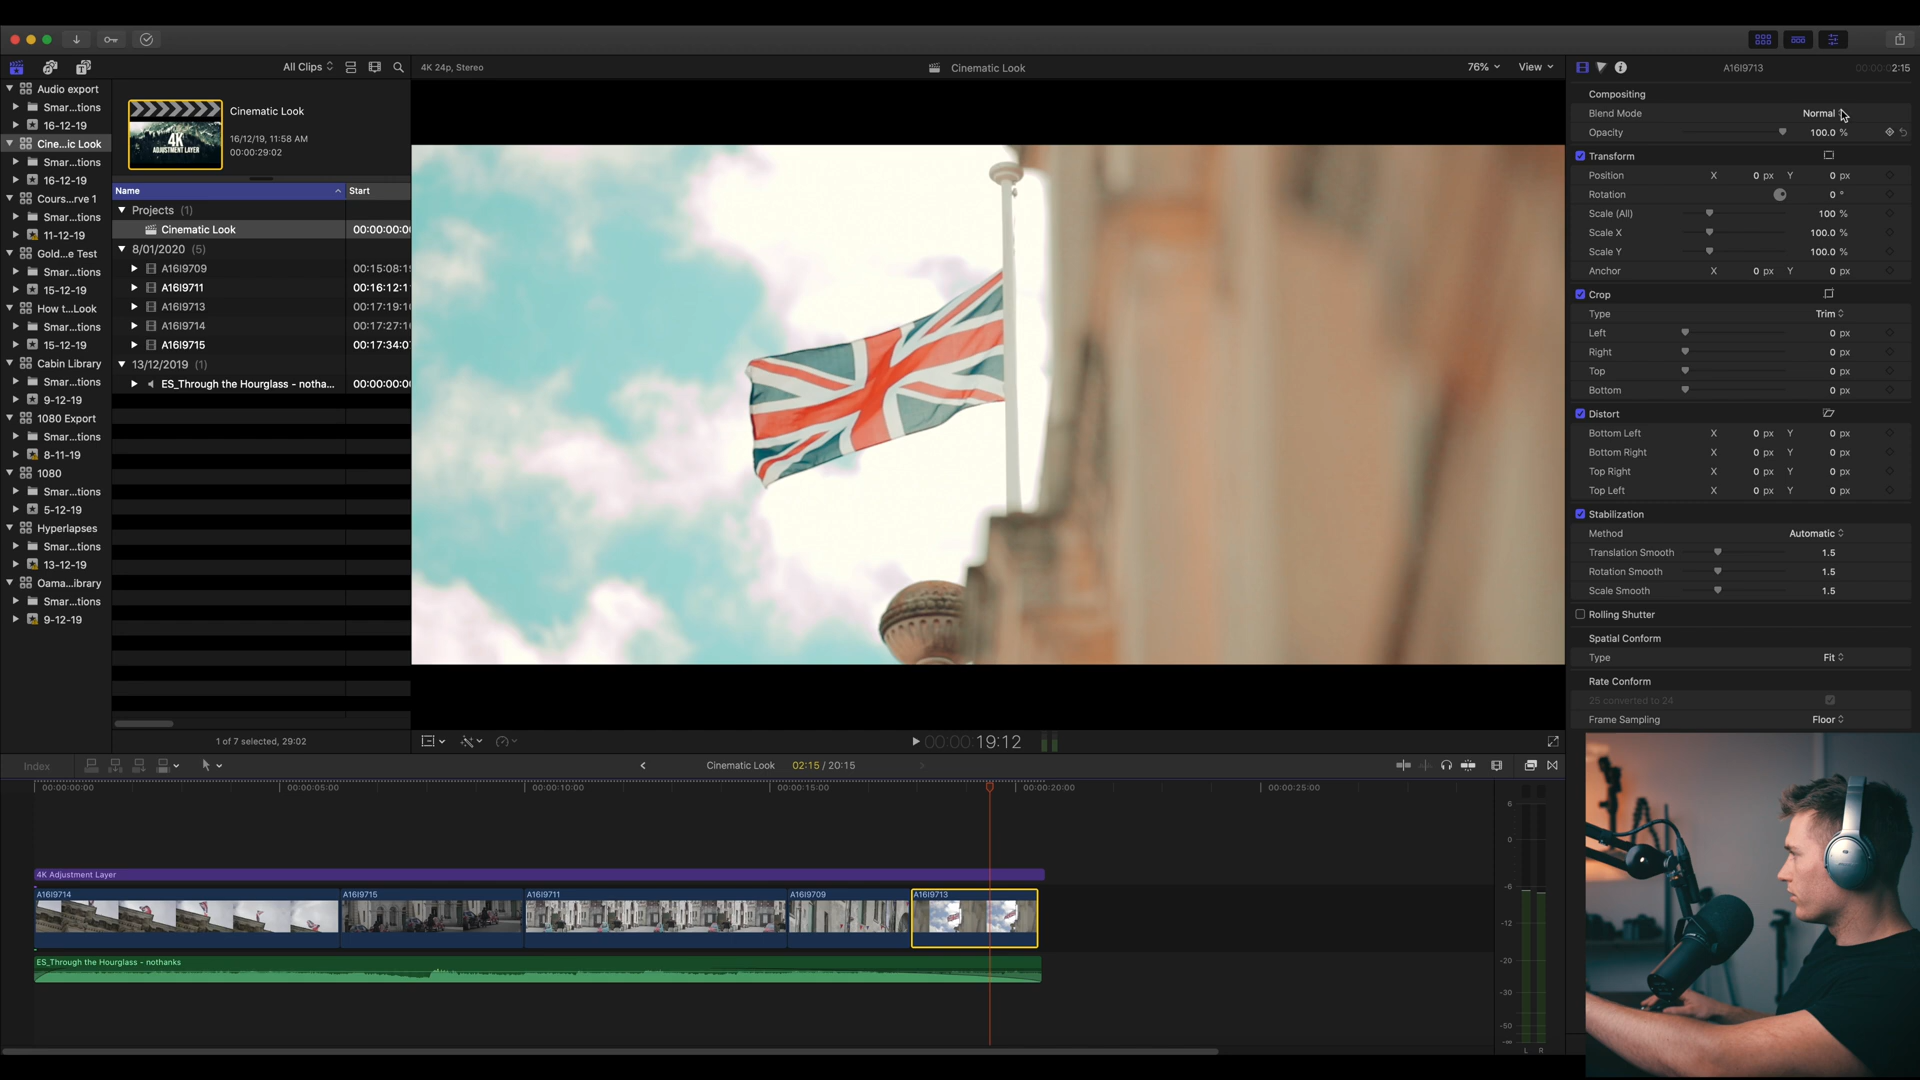 All Clips
4K 24p, Stereo
Cinematic Look
76%
View
A16I9713
00:00:02:15
Audio export
Smar...tions
16-12-19
Cine...ic Look
Smar...tions
16-12-19
Cours...rve 1
Smar...tions
11-12-19
Gold...e Test
Smar...tions
15-12-19
How t...Look
Smar...tions
15-12-19
Cabin Library
Smar...tions
9-12-19
1080 Export
Smar...tions
8-11-19
1080
Smar...tions
5-12-19
Hyperlapses
Smar...tions
13-12-19
Oama...ibrary
Smar...tions
9-12-19
4K
ADJUSTMENT LAYER
Cinematic Look
16/12/19, 11:58 AM
00:00:29:02
Name Start
Projects (1)
Cinematic Look 00:00:00:0
8/01/2020 (5)
A16I9709 00:15:08:1
A16I9711 00:16:12:1
A16I9713 00:17:19:1
A16I9714 00:17:27:1
A16I9715 00:17:34:0
13/12/2019 (1)
ES_Through the Hourglass - notha... 00:00:00:0
1 of 7 selected, 29:02
00:00:19:12
Compositing
Blend Mode Normal
Opacity 100.0 %
Transform
Position X 0 px Y 0 px
Rotation 0 °
Scale (All) 100 %
Scale X 100.0 %
Scale Y 100.0 %
Anchor X 0 px Y 0 px
Crop
Type Trim
Left 0 px
Right 0 px
Top 0 px
Bottom 0 px
Distort
Bottom Left X 0 px Y 0 px
Bottom Right X 0 px Y 0 px
Top Right X 0 px Y 0 px
Top Left X 0 px Y 0 px
Stabilization
Method Automatic
Translation Smooth 1.5
Rotation Smooth 1.5
Scale Smooth 1.5
Rolling Shutter
Spatial Conform
Type Fit
Rate Conform
25 converted to 24
Frame Sampling Floor
Index
Cinematic Look 02:15 / 20:15
00:00:00:00 00:00:05:00 00:00:10:00 00:00:15:00 00:00:20:00 00:00:25:00
4K Adjustment Layer
A16I9714 A16I9715 A16I9711 A16I9709 A16I9713
ES_Through the Hourglass - nothanks
6
0
-6
-12
-20
-30
-50
-∞
L R